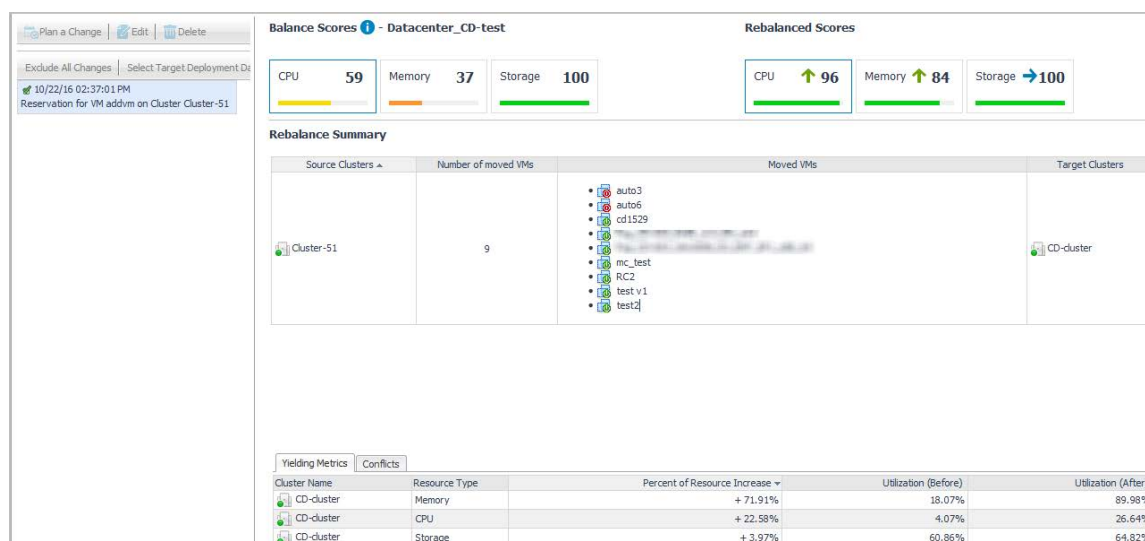 Plan a Change Edit Delete
Exclude All Changes Select Target Deployment Da
10/22/16 02:37:01 PM
Reservation for VM addvm on Cluster Cluster-51
Balance Scores i - Datacenter_CD-test
Rebalanced Scores
CPU 59 Memory 37 Storage 100
CPU 96 Memory 84 Storage 100
Rebalance Summary
Source Clusters Number of moved VMs Moved VMs Target Clusters
Cluster-51 9 CD-cluster
auto3
auto6
cd1529
mc_test
RC2
test v1
test2
Yielding Metrics Conflicts
Cluster Name Resource Type Percent of Resource Increase Utilization (Before) Utilization (After
CD-cluster Memory + 71.91% 18.07% 89.98%
CD-cluster CPU + 22.58% 4.07% 26.64%
CD-cluster Storage + 3.97% 60.86% 64.82%